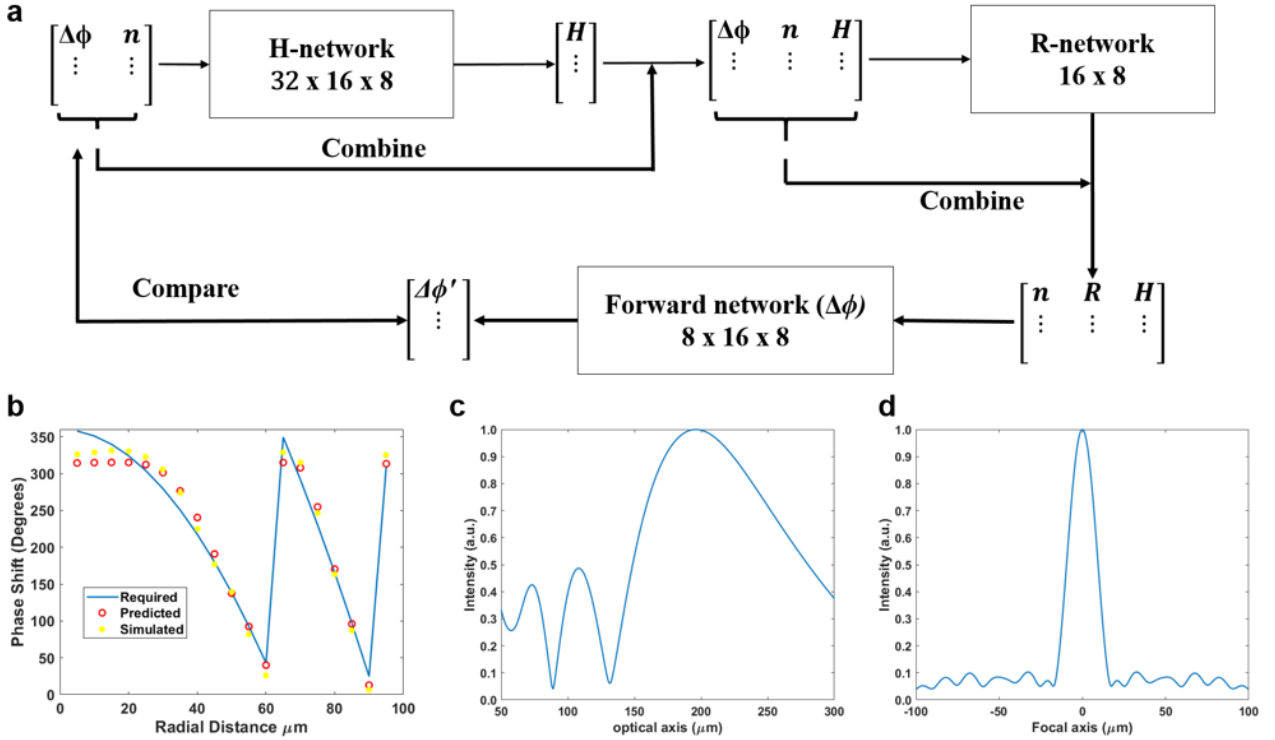 a
[Δϕ n ⋮ ⋮]
H-network
32 x 16 x 8
[H ⋮]
[Δϕ n H ⋮ ⋮ ⋮]
R-network
16 x 8
Combine
Combine
Compare
[Δϕ′ ⋮]
Forward network (Δϕ)
8 x 16 x 8
[n R H ⋮ ⋮ ⋮]
b
Phase Shift (Degrees)
350
300
250
200
150
100
50
0
Required
Predicted
Simulated
0 20 40 60 80 100
Radial Distance μm
c
Intensity (a.u.)
1.0
0.9
0.8
0.7
0.6
0.5
0.4
0.3
0.2
0.1
0
50 100 150 200 250 300
optical axis (μm)
d
Intensity (a.u.)
1.0
0.9
0.8
0.7
0.6
0.5
0.4
0.3
0.2
0.1
0
-100 -50 0 50 100
Focal axis (μm)